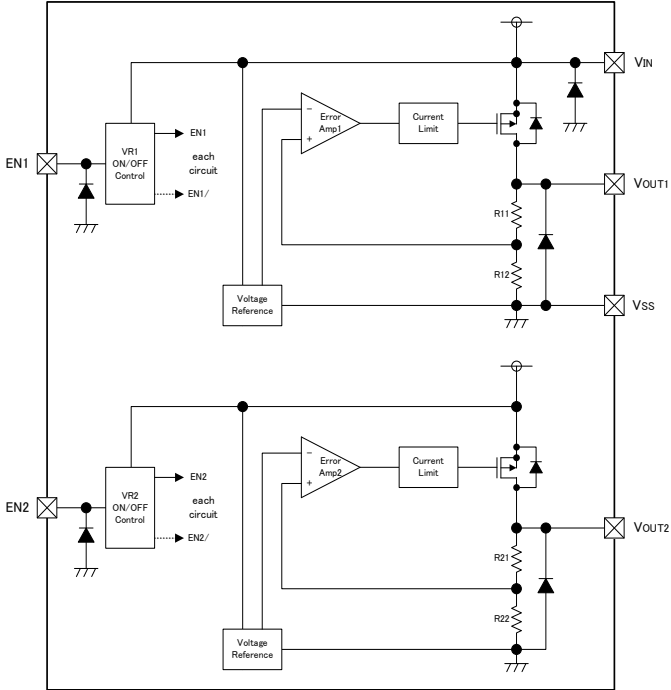 VIN
Error
Amp1
Current
Limit
EN1
VR1
ON/OFF
Control
EN1
each
circuit
EN1/
VOUT1
R11
R12
Voltage
Reference
VSS
Error
Amp2
Current
Limit
EN2
VR2
ON/OFF
Control
EN2
each
circuit
EN2/
VOUT2
R21
R22
Voltage
Reference